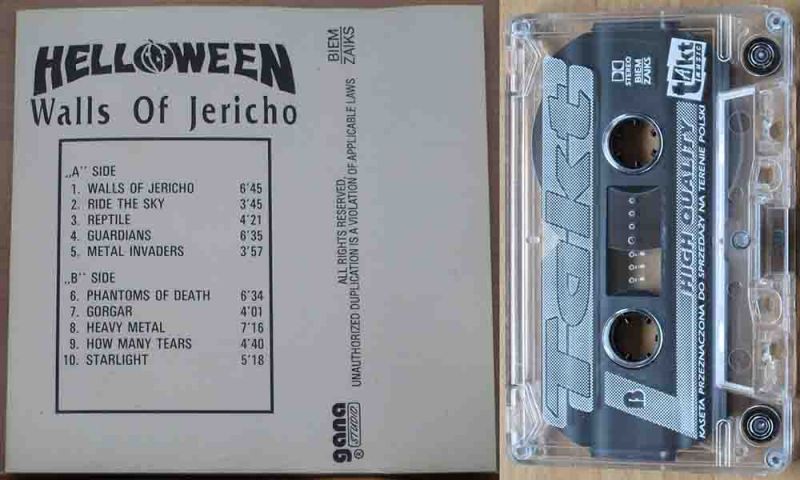 HELLOWEEN
Walls Of Jericho
„A" SIDE
1. WALLS OF JERICHO 6'45
2. RIDE THE SKY 3'45
3. REPTILE 4'21
4. GUARDIANS 6'35
5. METAL INVADERS 3'57
„B" SIDE
6. PHANTOMS OF DEATH 6'34
7. GORGAR 4'01
8. HEAVY METAL 7'16
9. HOW MANY TEARS 4'40
10. STARLIGHT 5'18
BIEM
ZAIKS
ALL RIGHTS RESERVED,
UNAUTHORIZED DUPLICATION IS A VIOLATION OF APPLICABLE LAWS
gana
STUDIO
®
Takt
STEREO
BIEM
ZAIKS
takt
MUSIC
HIGH QUALITY
KASETA PRZEZNACZONA DO SPRZEDAŻY NA TERENIE POLSKI
B